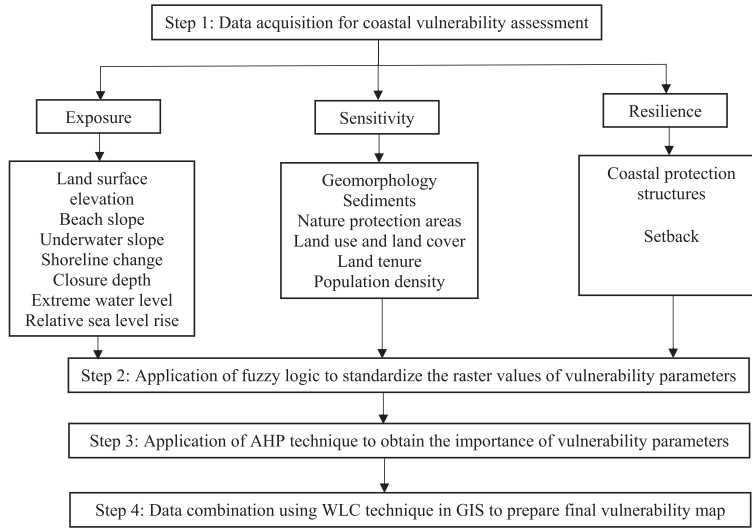 Step 1: Data acquisition for coastal vulnerability assessment
Exposure
Sensitivity
Resilience
Land surface
elevation
Beach slope
Underwater slope
Shoreline change
Closure depth
Extreme water level
Relative sea level rise
Geomorphology
Sediments
Nature protection areas
Land use and land cover
Land tenure
Population density
Coastal protection
structures
Setback
Step 2: Application of fuzzy logic to standardize the raster values of vulnerability parameters
Step 3: Application of AHP technique to obtain the importance of vulnerability parameters
Step 4: Data combination using WLC technique in GIS to prepare final vulnerability map